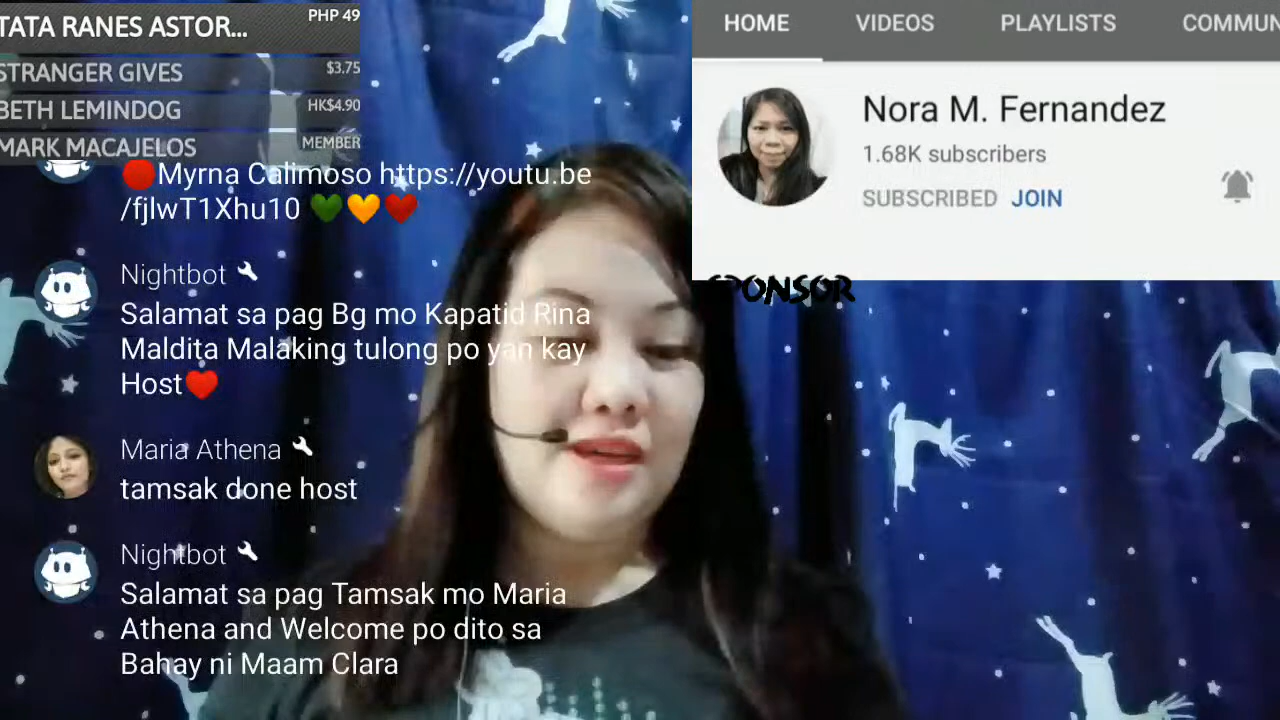 TATA RANES ASTOR...
PHP 49
STRANGER GIVES
$3.75
BETH LEMINDOG
HK$4.90
MARK MACAJELOS
MEMBER
Myrna Calimoso https://youtu.be
/fjlwT1Xhu10 💚🧡❤️
Nightbot
Salamat sa pag Bg mo Kapatid Rina
Maldita Malaking tulong po yan kay
Host❤️
Maria Athena
tamsak done host
Nightbot
Salamat sa pag Tamsak mo Maria
Athena and Welcome po dito sa
Bahay ni Maam Clara
HOME VIDEOS PLAYLISTS COMMUN
Nora M. Fernandez
1.68K subscribers
SUBSCRIBED JOIN
SPONSOR